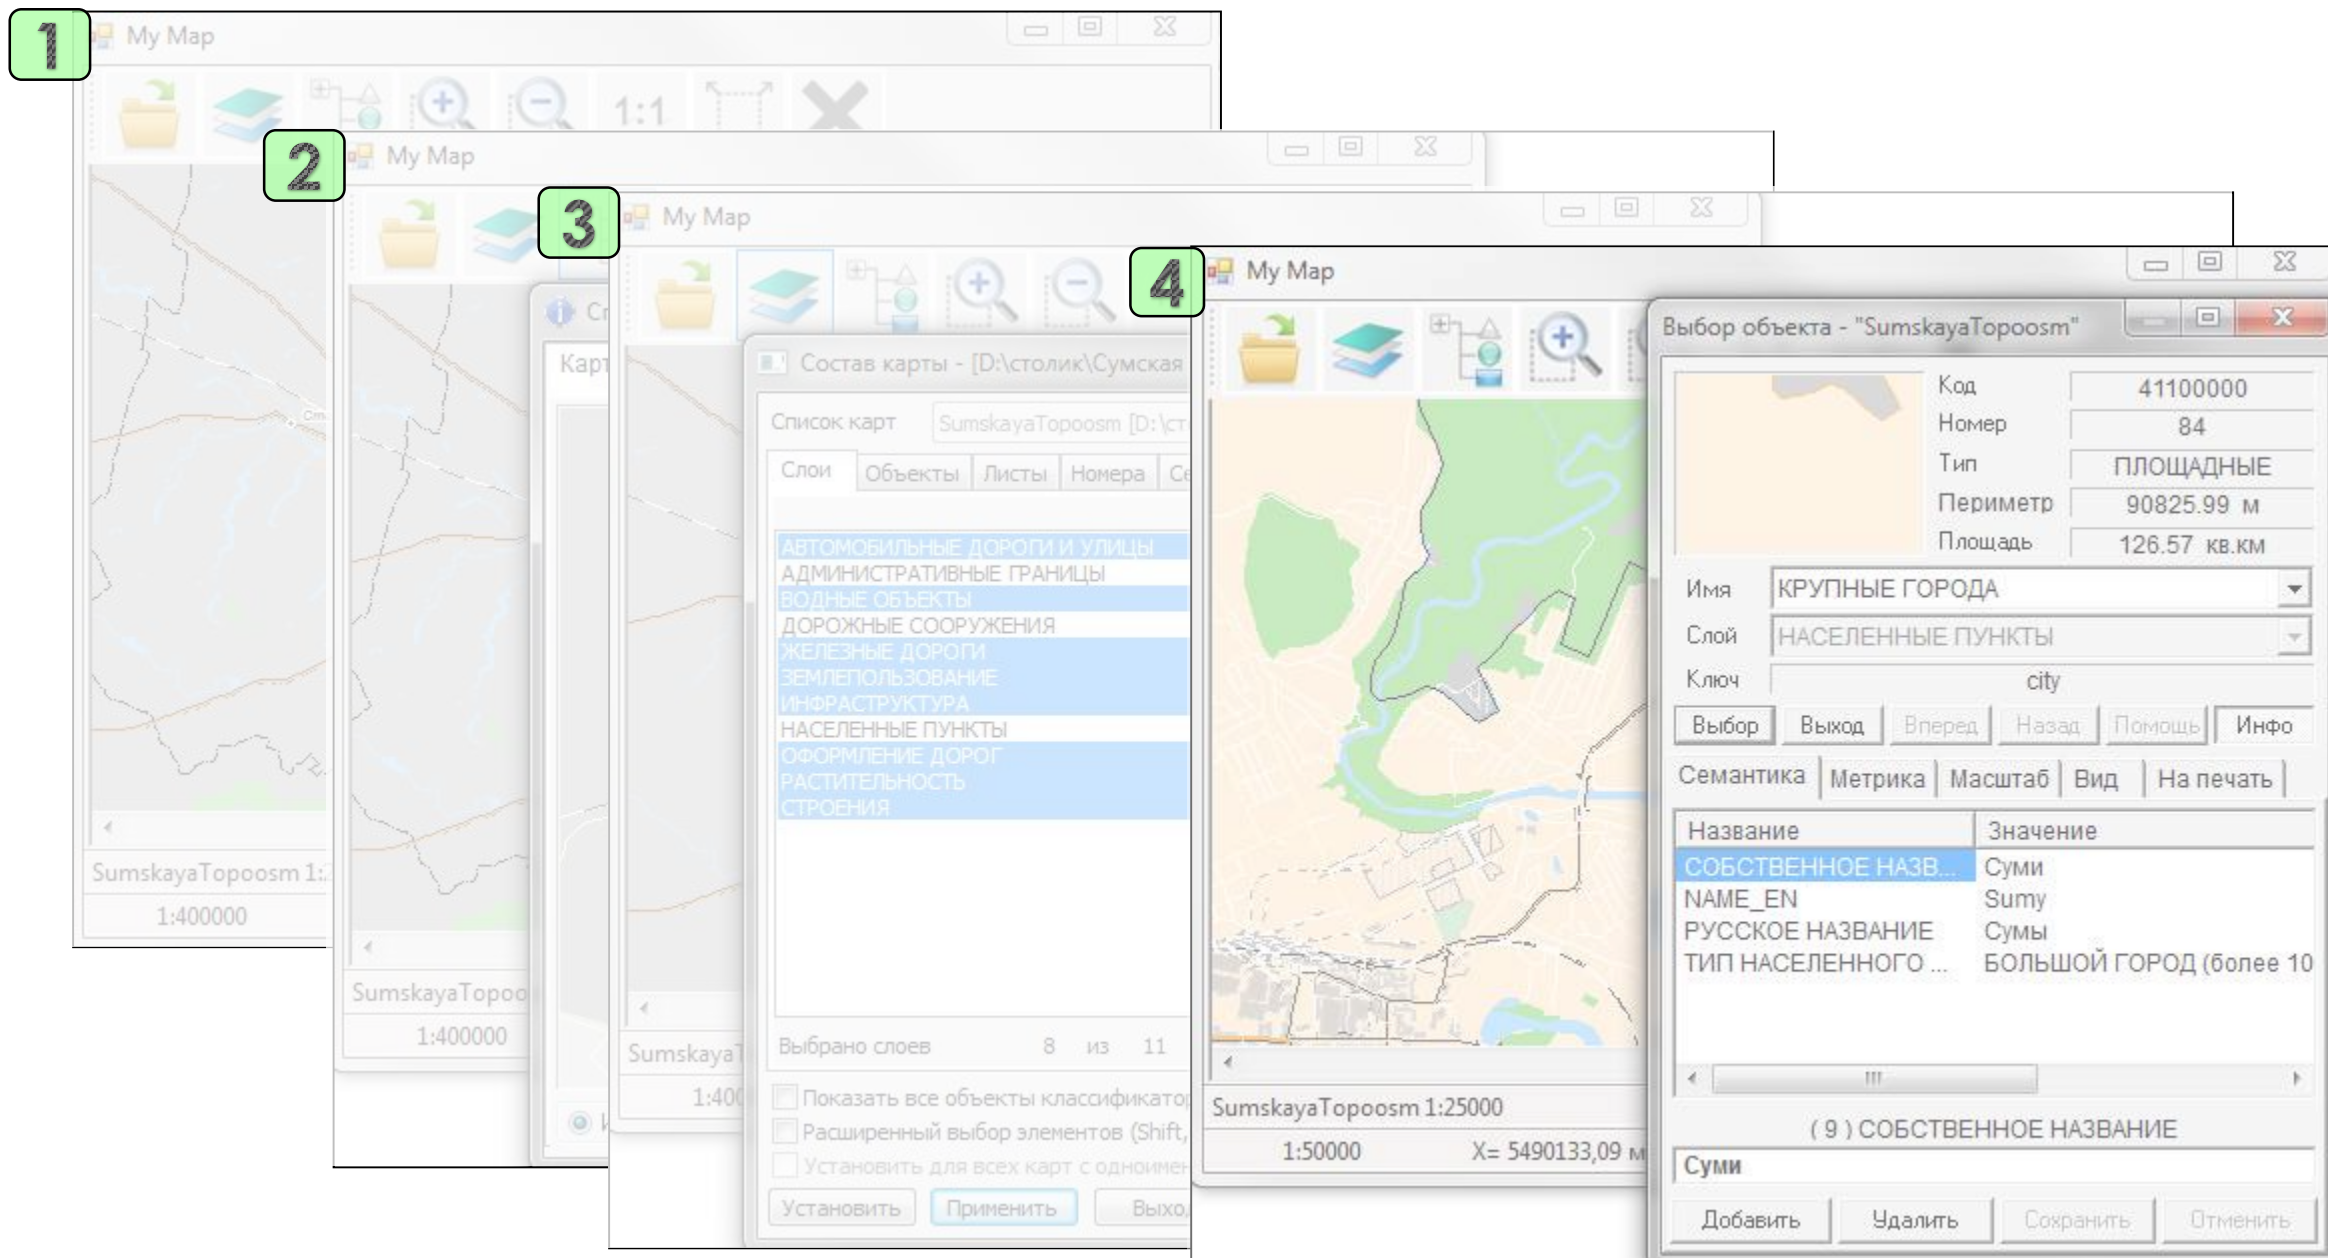 1
My Map
1:1
SumskayaTopoosm 1:
1:400000
2
My Map
Карт
SumskayaTopoo
1:400000
3
My Map
Состав карты - [D:\столик\Сумская
Список карт SumskayaTopoosm [D:\ст
Слои Объекты Листы Номера Се
АВТОМОБИЛЬНЫЕ ДОРОГИ И УЛИЦЫ
АДМИНИСТРАТИВНЫЕ ГРАНИЦЫ
ВОДНЫЕ ОБЪЕКТЫ
ДОРОЖНЫЕ СООРУЖЕНИЯ
ЖЕЛЕЗНЫЕ ДОРОГИ
ЗЕМЛЕПОЛЬЗОВАНИЕ
ИНФРАСТРУКТУРА
НАСЕЛЕННЫЕ ПУНКТЫ
ОФОРМЛЕНИЕ ДОРОГ
РАСТИТЕЛЬНОСТЬ
СТРОЕНИЯ
Выбрано слоев 8 из 11
Показать все объекты классификатор
Расширенный выбор элементов (Shift,
Установить для всех карт с одноимен
Установить Применить Выхо
Sumskaya
1:400
4
My Map
SumskayaTopoosm 1:25000
1:50000 X= 5490133,09 м
Выбор объекта - "SumskayaTopoosm"
Код 41100000
Номер 84
Тип ПЛОЩАДНЫЕ
Периметр 90825.99 м
Площадь 126.57 кв.км
Имя КРУПНЫЕ ГОРОДА
Слой НАСЕЛЕННЫЕ ПУНКТЫ
Ключ city
Выбор Выход Вперед Назад Помощь Инфо
Семантика Метрика Масштаб Вид На печать
Название Значение
СОБСТВЕННОЕ НАЗВ... Суми
NAME_EN Sumy
РУССКОЕ НАЗВАНИЕ Сумы
ТИП НАСЕЛЕННОГО ... БОЛЬШОЙ ГОРОД (более 10
( 9 ) СОБСТВЕННОЕ НАЗВАНИЕ
Суми
Добавить Удалить Сохранить Отменить